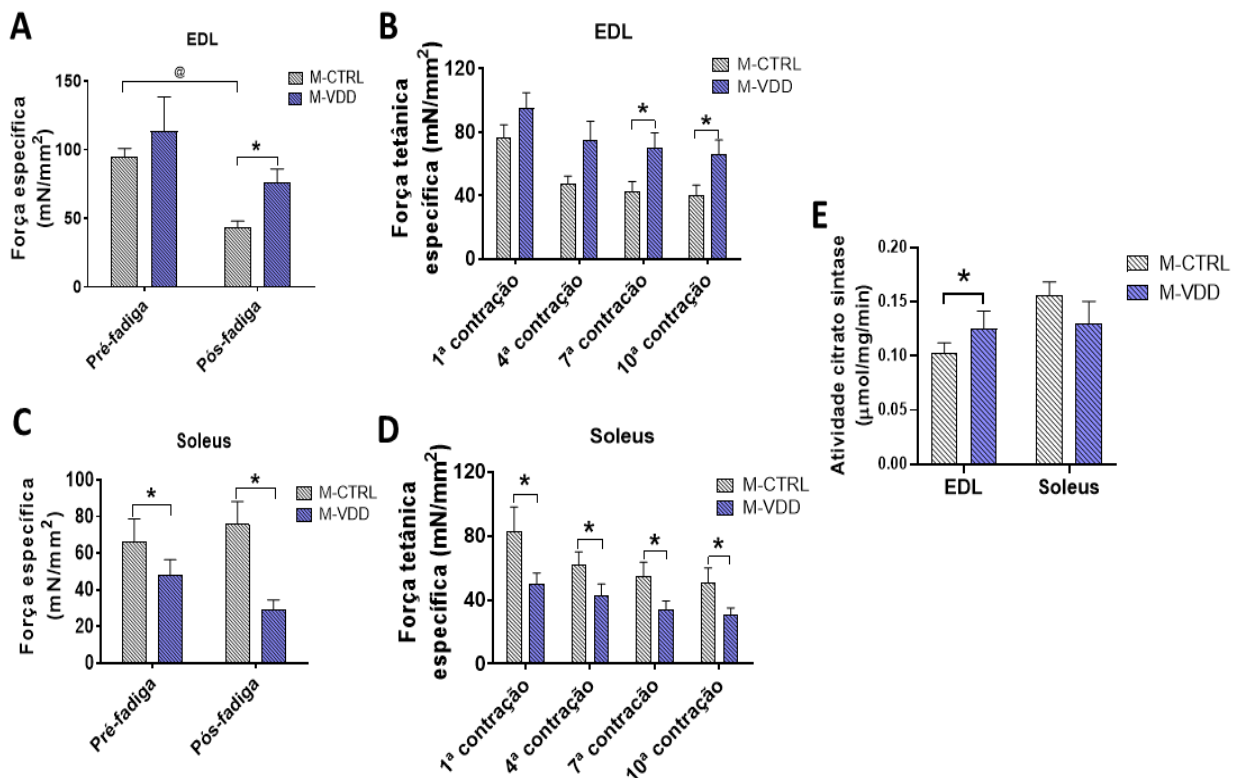 A
EDL
Força específica
(mN/mm²)
150
100
50
0
@
*
M-CTRL
M-VDD
Pré-fadiga
Pós-fadiga
B
EDL
Força tetânica
específica (mN/mm²)
120
80
40
0
*
*
M-CTRL
M-VDD
1ª contração
4ª contração
7ª contracão
10ª contração
C
Soleus
Força específica
(mN/mm²)
100
80
60
40
20
0
*
*
M-CTRL
M-VDD
Pré-fadiga
Pós-fadiga
D
Soleus
Força tetânica
específica (mN/mm²)
120
80
40
0
*
*
*
*
M-CTRL
M-VDD
1ª contração
4ª contração
7ª contracão
10ª contração
E
Atividade citrato sintase
(μmol/mg/min)
0.20
0.15
0.10
0.05
0.00
*
M-CTRL
M-VDD
EDL
Soleus